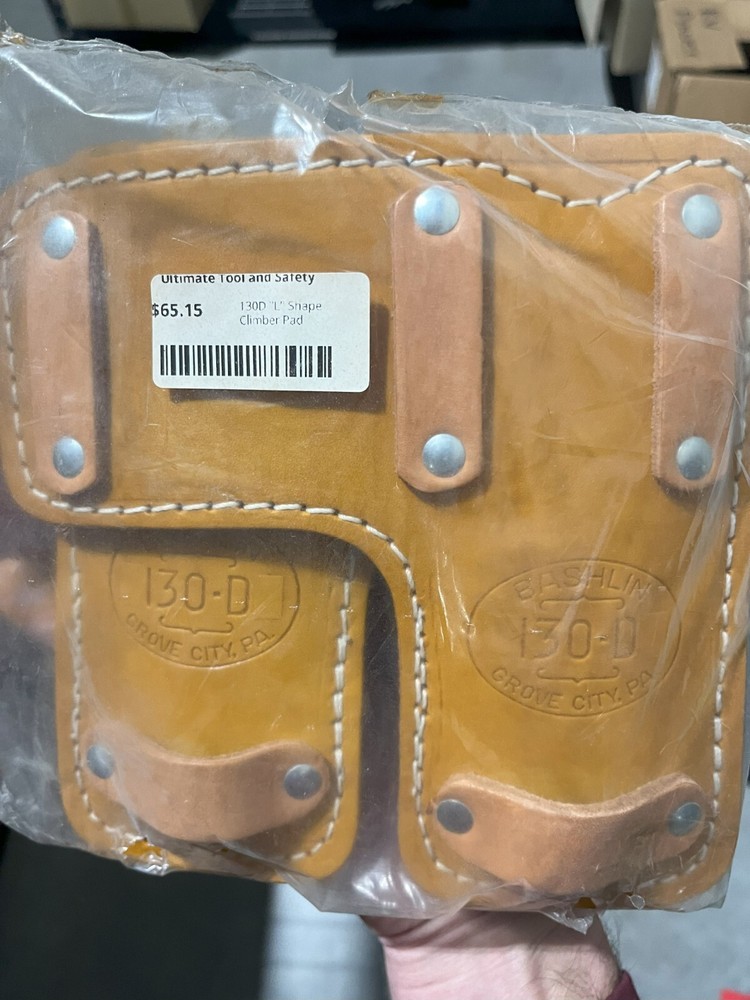 Ultimate Tool and Safety
$65.15
130D "L" Shape
Climber Pad
130-D
GROVE CITY, PA.
BASHLIN
130-D
GROVE CITY, PA